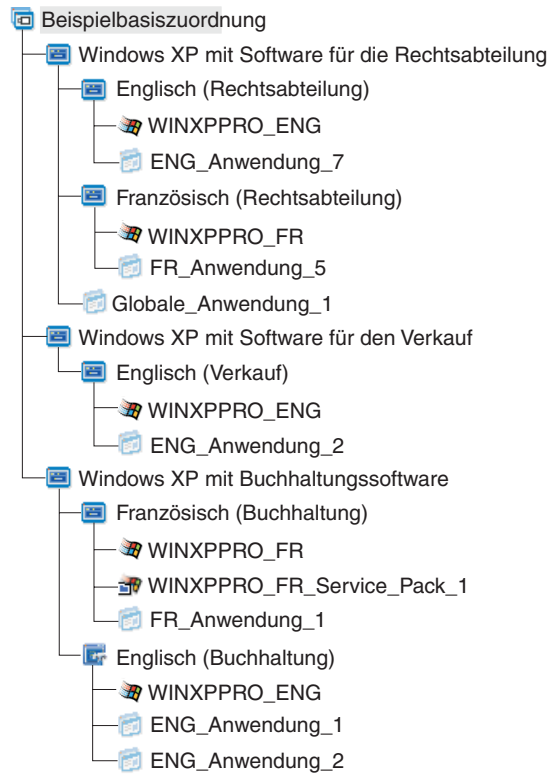 Beispielbasiszuordnung
Windows XP mit Software für die Rechtsabteilung
Englisch (Rechtsabteilung)
WINXPPRO_ENG
ENG_Anwendung_7
Französisch (Rechtsabteilung)
WINXPPRO_FR
FR_Anwendung_5
Globale_Anwendung_1
Windows XP mit Software für den Verkauf
Englisch (Verkauf)
WINXPPRO_ENG
ENG_Anwendung_2
Windows XP mit Buchhaltungssoftware
Französisch (Buchhaltung)
WINXPPRO_FR
WINXPPRO_FR_Service_Pack_1
FR_Anwendung_1
Englisch (Buchhaltung)
WINXPPRO_ENG
ENG_Anwendung_1
ENG_Anwendung_2